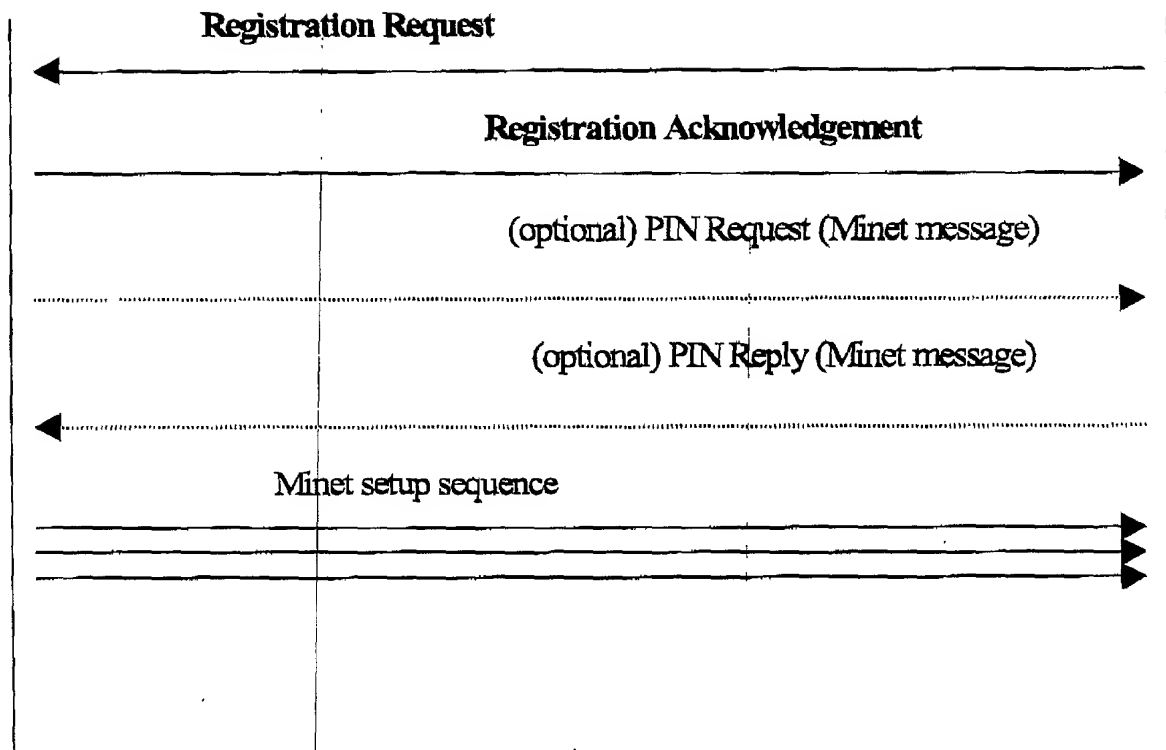 Registration Request
Registration Acknowledgement
(optional) PIN Request (Minet message)
(optional) PIN Reply (Minet message)
Minet setup sequence